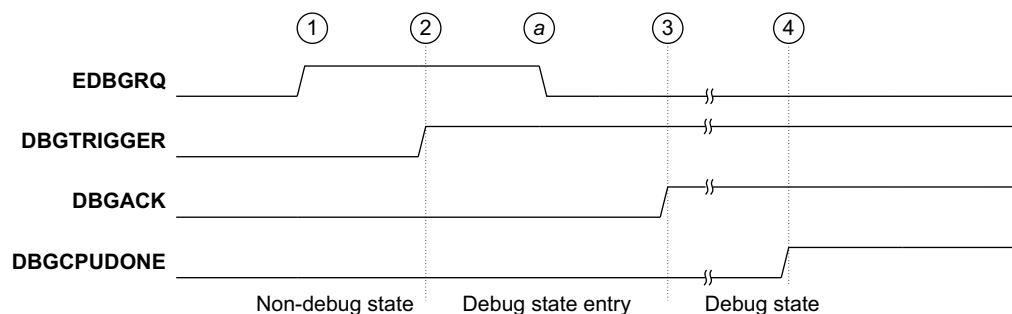 1 2 a 3 4
EDBGRQ
DBGTRIGGER
DBGACK
DBGCPUDONE
Non-debug state Debug state entry Debug state